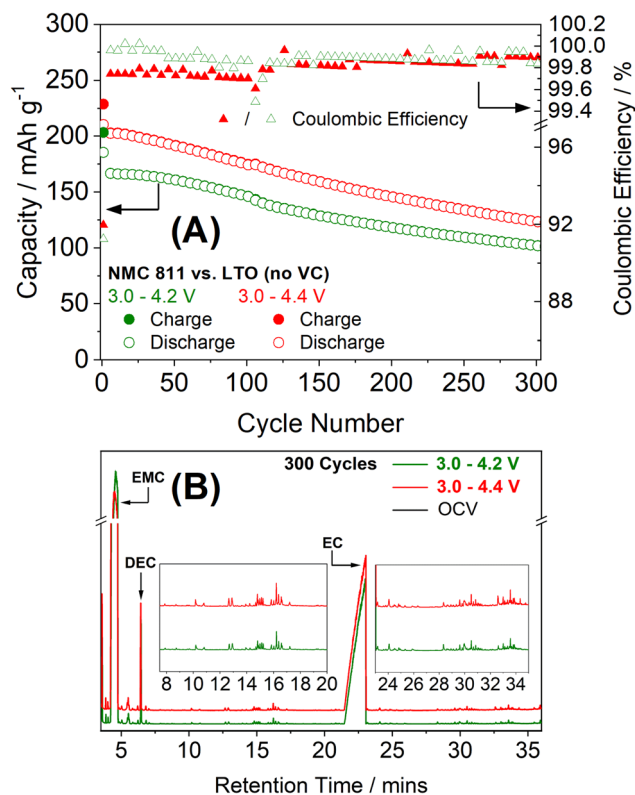 300
250
200
150
100
50
0
Capacity / mAh g⁻¹
100.2
100.0
99.8
99.6
99.4
96
92
88
Coulombic Efficiency / %
/ Coulombic Efficiency
(A)
NMC 811 vs. LTO (no VC)
3.0 - 4.2 V 3.0 - 4.4 V
Charge Charge
Discharge Discharge
0 50 100 150 200 250 300
Cycle Number
(B)
300 Cycles 3.0 - 4.2 V
3.0 - 4.4 V
OCV
EMC
DEC
EC
8 10 12 14 16 18 20
24 26 28 30 32 34
5 10 15 20 25 30 35
Retention Time / mins